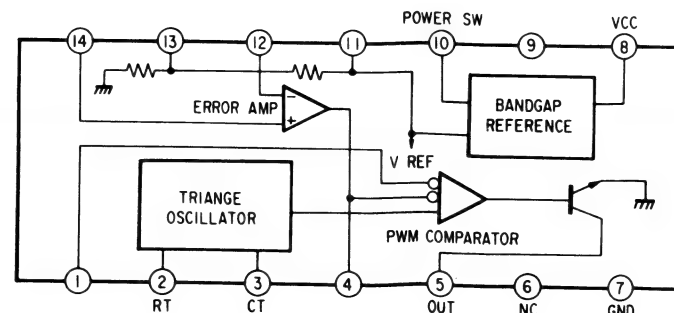 POWER SW
VCC
14 13 12 11 10 9 8
ERROR AMP
-
+
BANDGAP
REFERENCE
V REF
TRIANGE
OSCILLATOR
PWM COMPARATOR
1 2 3 4 5 6 7
RT CT OUT NC GND